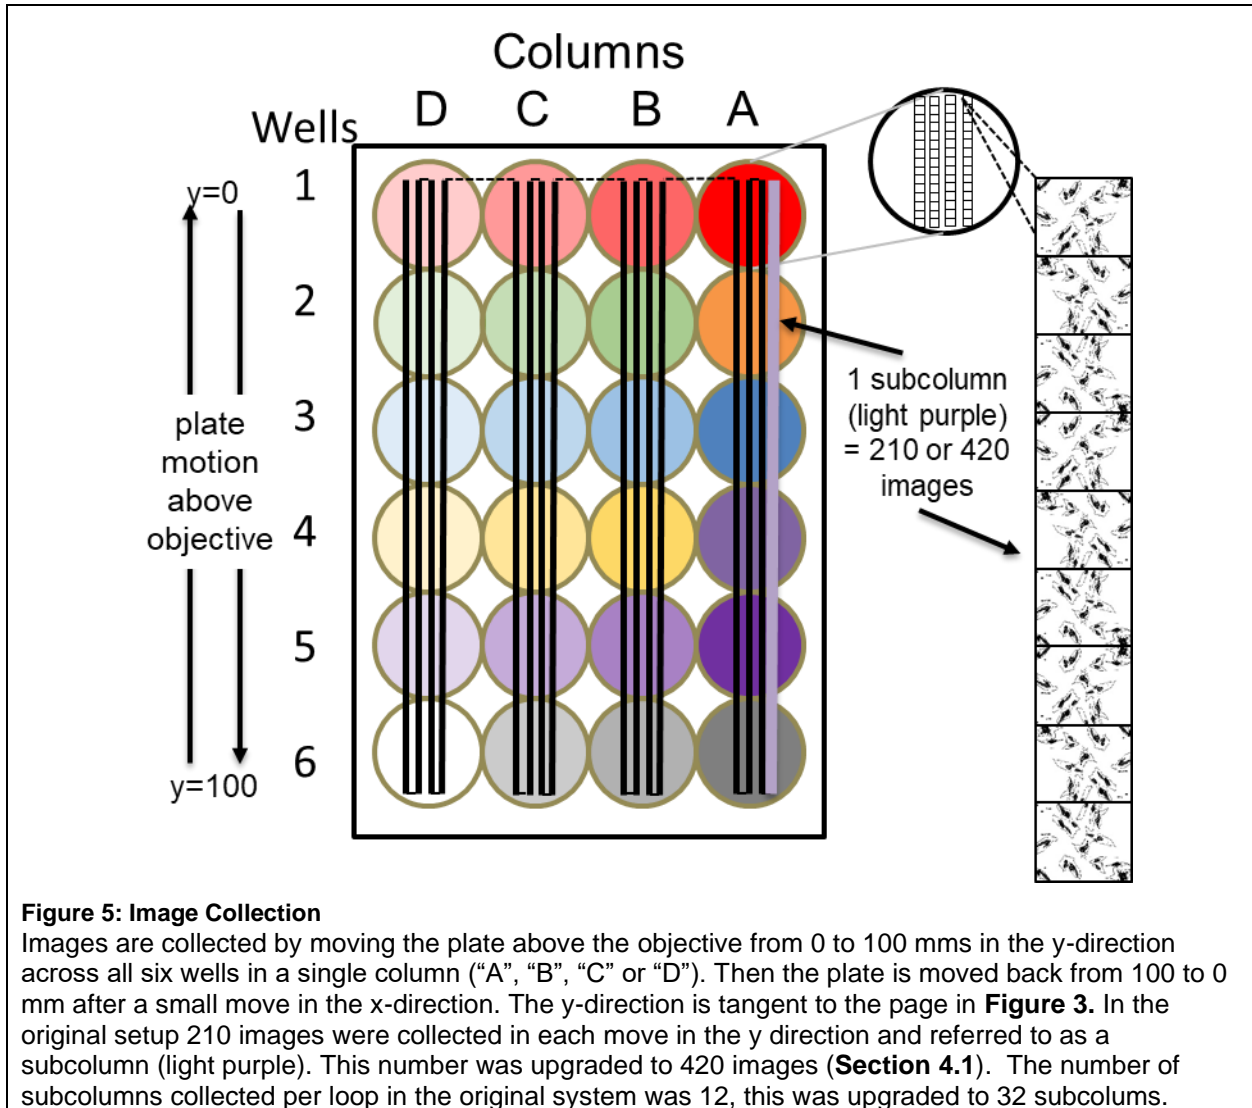 Columns
Wells D C B A
1
y=0
2
3
plate
motion
above
objective
4
5
6
y=100
1 subcolumn
(light purple)
= 210 or 420
images
Figure 5: Image Collection
Images are collected by moving the plate above the objective from 0 to 100 mms in the y-direction
across all six wells in a single column (“A”, “B”, “C” or “D”). Then the plate is moved back from 100 to 0
mm after a small move in the x-direction. The y-direction is tangent to the page in Figure 3. In the
original setup 210 images were collected in each move in the y direction and referred to as a
subcolumn (light purple). This number was upgraded to 420 images (Section 4.1). The number of
subcolumns collected per loop in the original system was 12, this was upgraded to 32 subcolums.